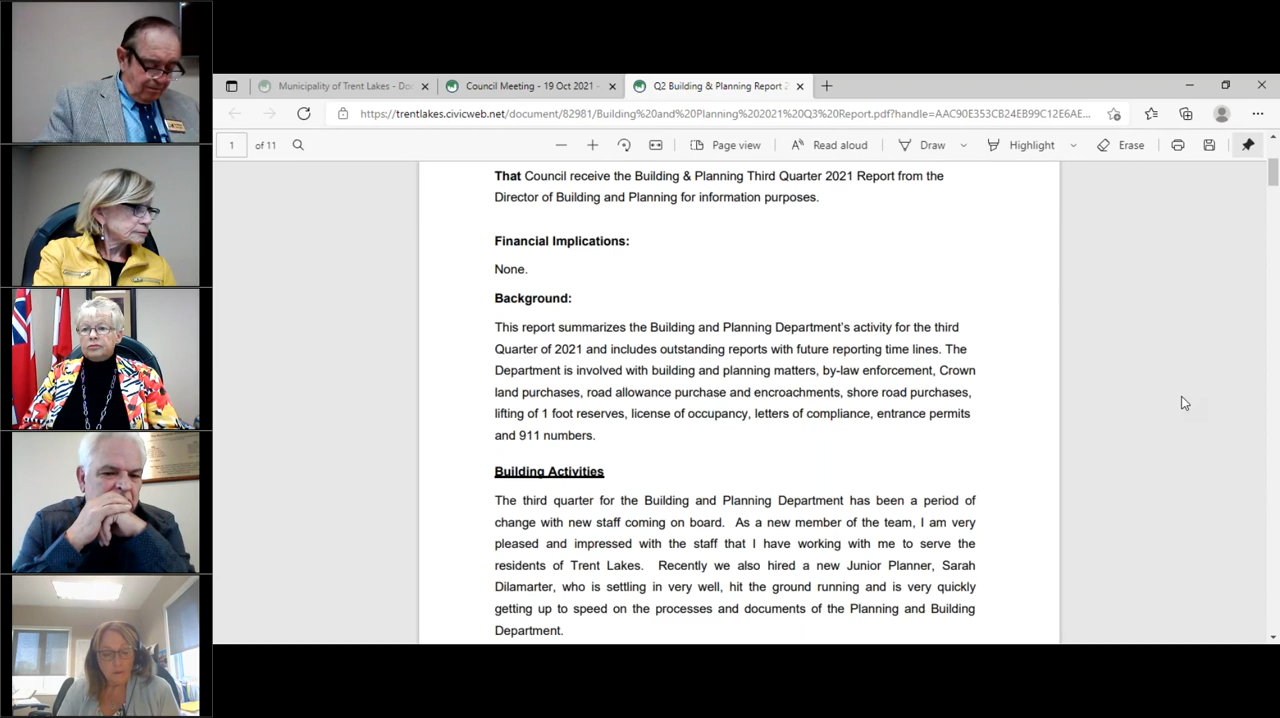 Municipality of Trent Lakes - Doc
Council Meeting - 19 Oct 2021 -
Q2 Building & Planning Report 2
https://trentlakes.civicweb.net/document/82981/Building%20and%20Planning%202021%20Q3%20Report.pdf?handle=AAC90E353CB24EB99C12E6AE...
1 of 11
Page view
Read aloud
Draw
Highlight
Erase
That Council receive the Building & Planning Third Quarter 2021 Report from the
Director of Building and Planning for information purposes.
Financial Implications:
None.
Background:
This report summarizes the Building and Planning Department's activity for the third
Quarter of 2021 and includes outstanding reports with future reporting time lines. The
Department is involved with building and planning matters, by-law enforcement, Crown
land purchases, road allowance purchase and encroachments, shore road purchases,
lifting of 1 foot reserves, license of occupancy, letters of compliance, entrance permits
and 911 numbers.
Building Activities
The third quarter for the Building and Planning Department has been a period of
change with new staff coming on board. As a new member of the team, I am very
pleased and impressed with the staff that I have working with me to serve the
residents of Trent Lakes. Recently we also hired a new Junior Planner, Sarah
Dilamarter, who is settling in very well, hit the ground running and is very quickly
getting up to speed on the processes and documents of the Planning and Building
Department.